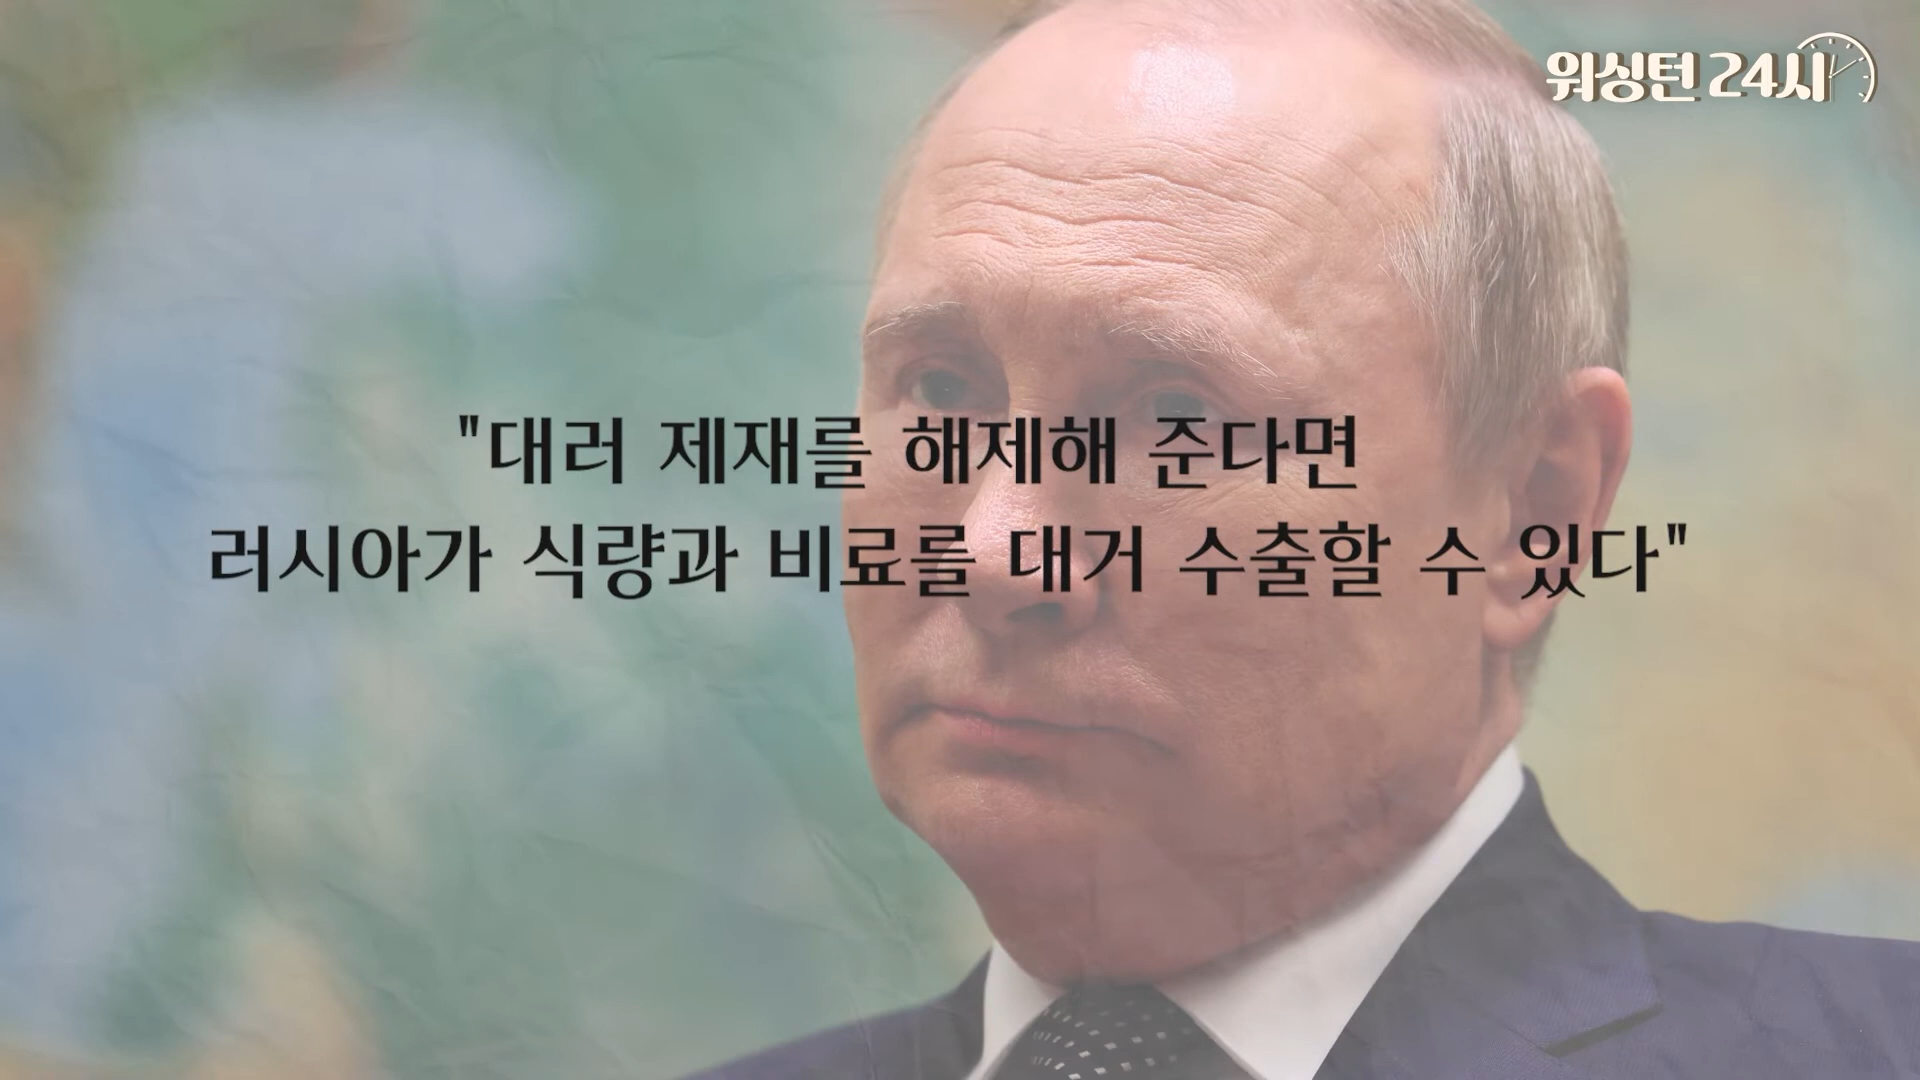 워싱턴 24시
"대러 제재를 해제해 준다면
러시아가 식량과 비료를 대거 수출할 수 있다"